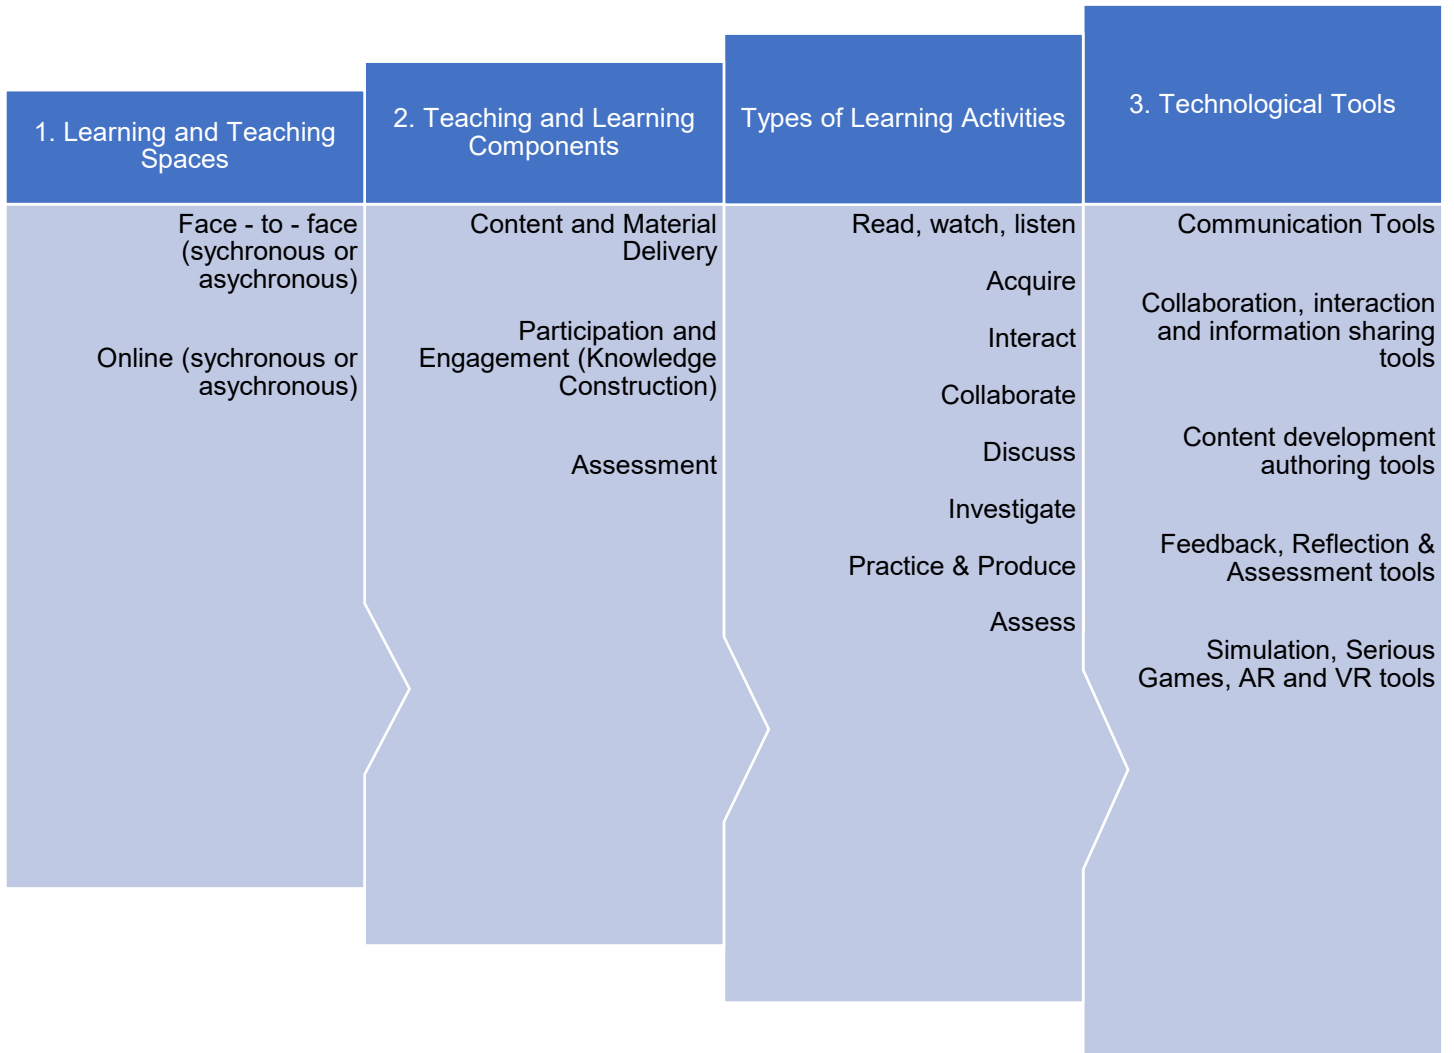 1. Learning and Teaching
Spaces
Face - to - face
(sychronous or
asychronous)
Online (sychronous or
asychronous)
2. Teaching and Learning
Components
Content and Material
Delivery
Participation and
Engagement (Knowledge
Construction)
Assessment
Types of Learning Activities
Read, watch, listen
Acquire
Interact
Collaborate
Discuss
Investigate
Practice & Produce
Assess
3. Technological Tools
Communication Tools
Collaboration, interaction
and information sharing
tools
Content development
authoring tools
Feedback, Reflection &
Assessment tools
Simulation, Serious
Games, AR and VR tools